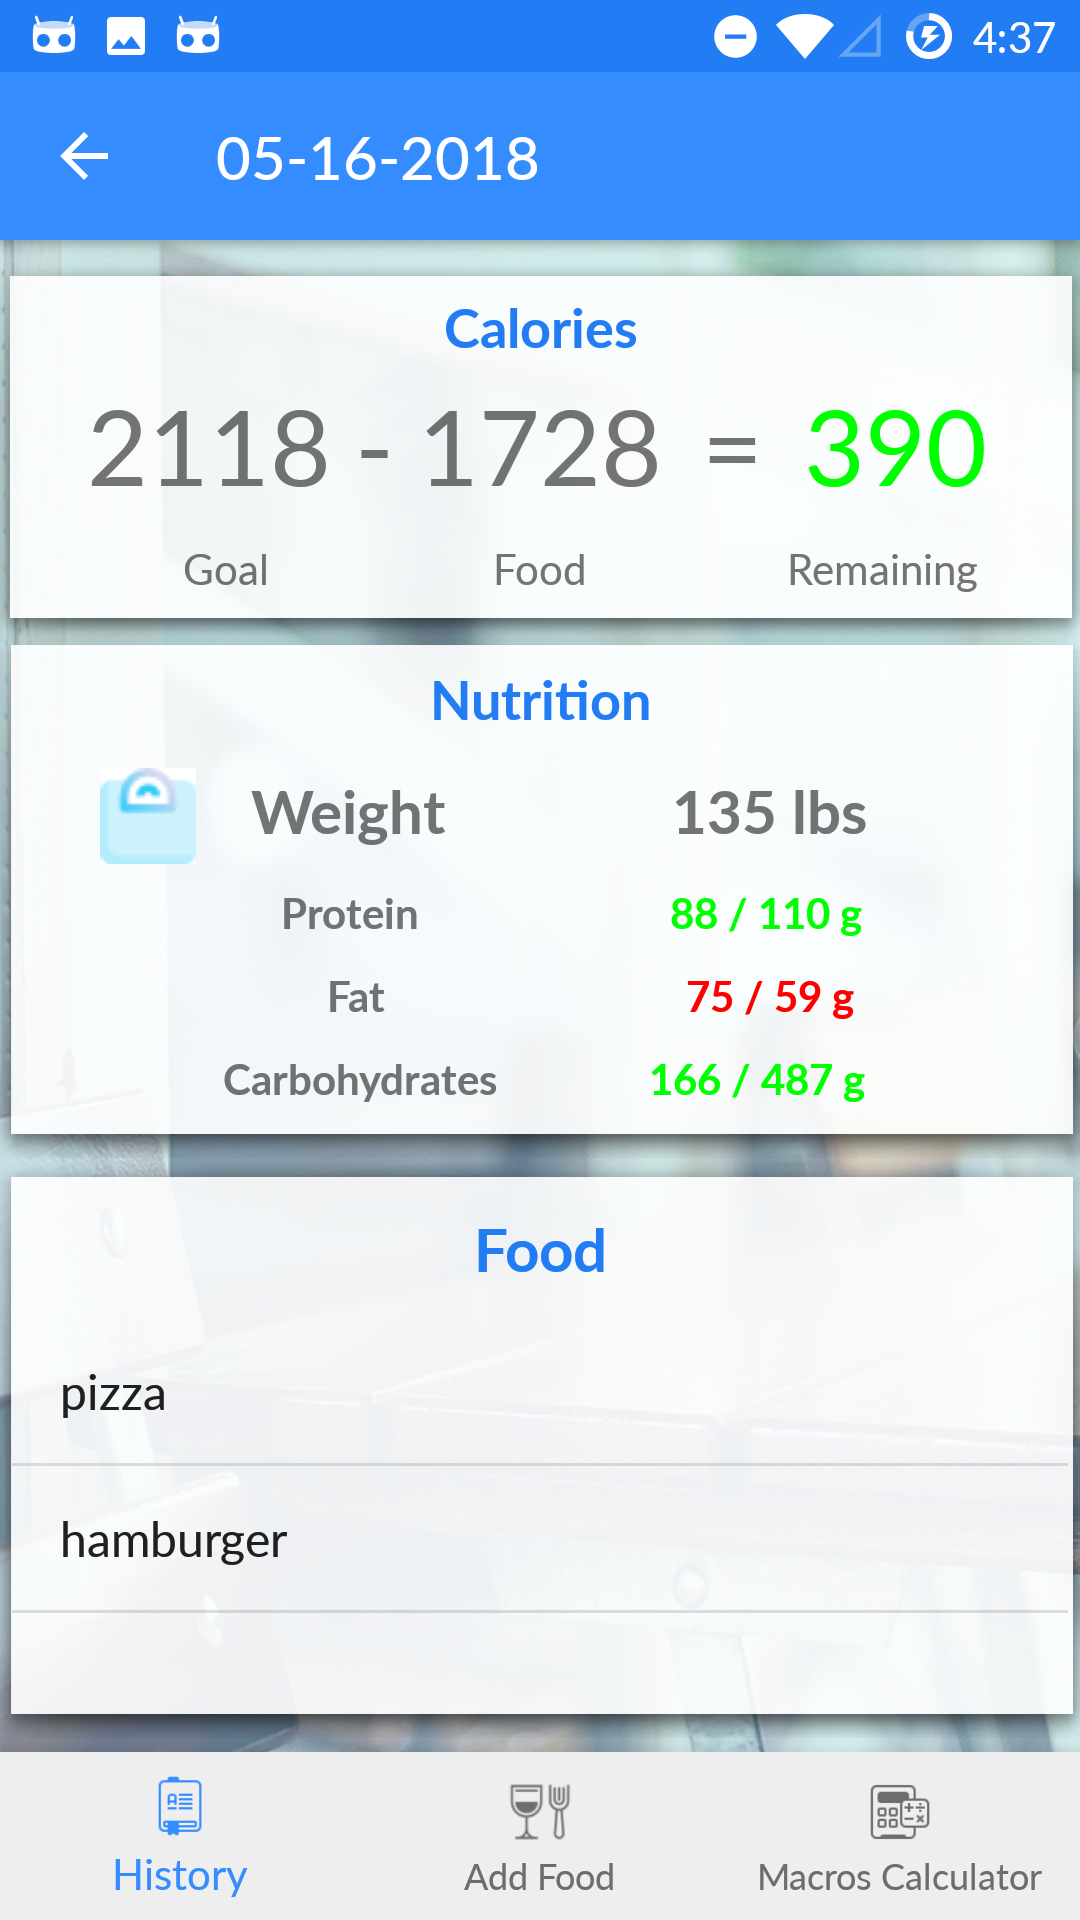 4:37
05-16-2018
Calories
2118 - 1728 = 390
Goal Food Remaining
Nutrition
Weight 135 lbs
Protein 88 / 110 g
Fat 75 / 59 g
Carbohydrates 166 / 487 g
Food
pizza
hamburger
History Add Food Macros Calculator